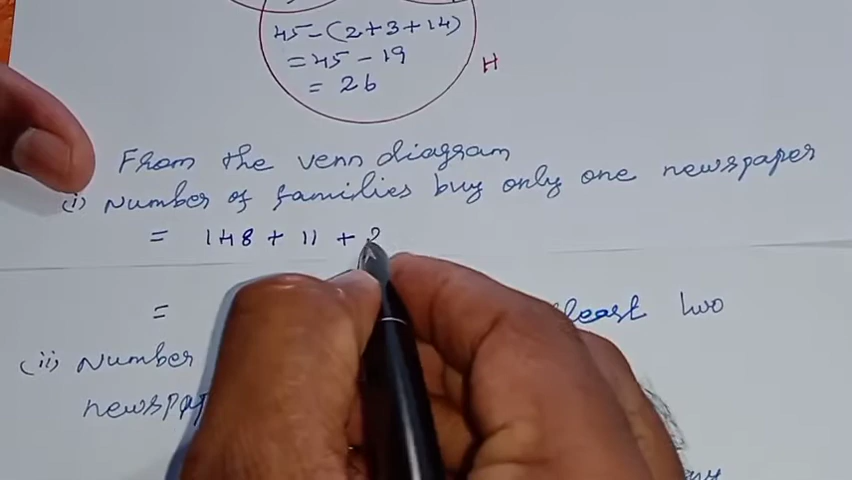 45-(2+3+14)
=45-19
= 26
H
From the venn diagram
(i) Number of families buy only one newspaper
= 148 + 11 + 2
=
(ii) Number least two
newspap